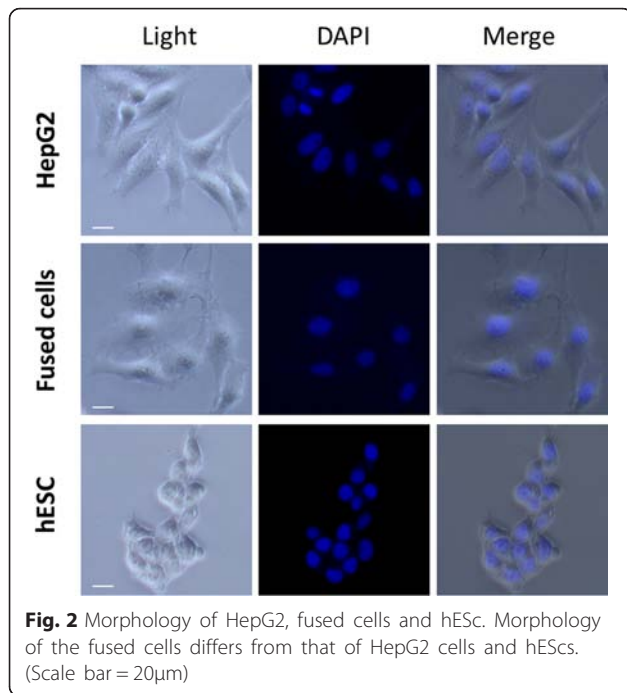 Light DAPI Merge
HepG2
Fused cells
hESC
Fig. 2 Morphology of HepG2, fused cells and hESc. Morphology
of the fused cells differs from that of HepG2 cells and hEScs.
(Scale bar = 20μm)